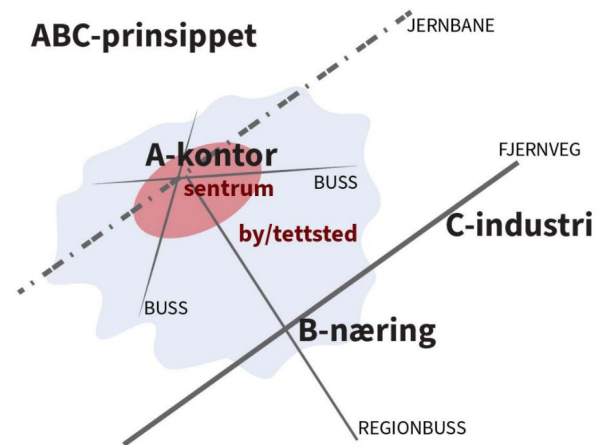 ABC-prinsippet
JERNBANE
A-kontor
FJERNVEG
sentrum
BUSS
C-industri
by/tettsted
BUSS
B-næring
REGIONBUSS